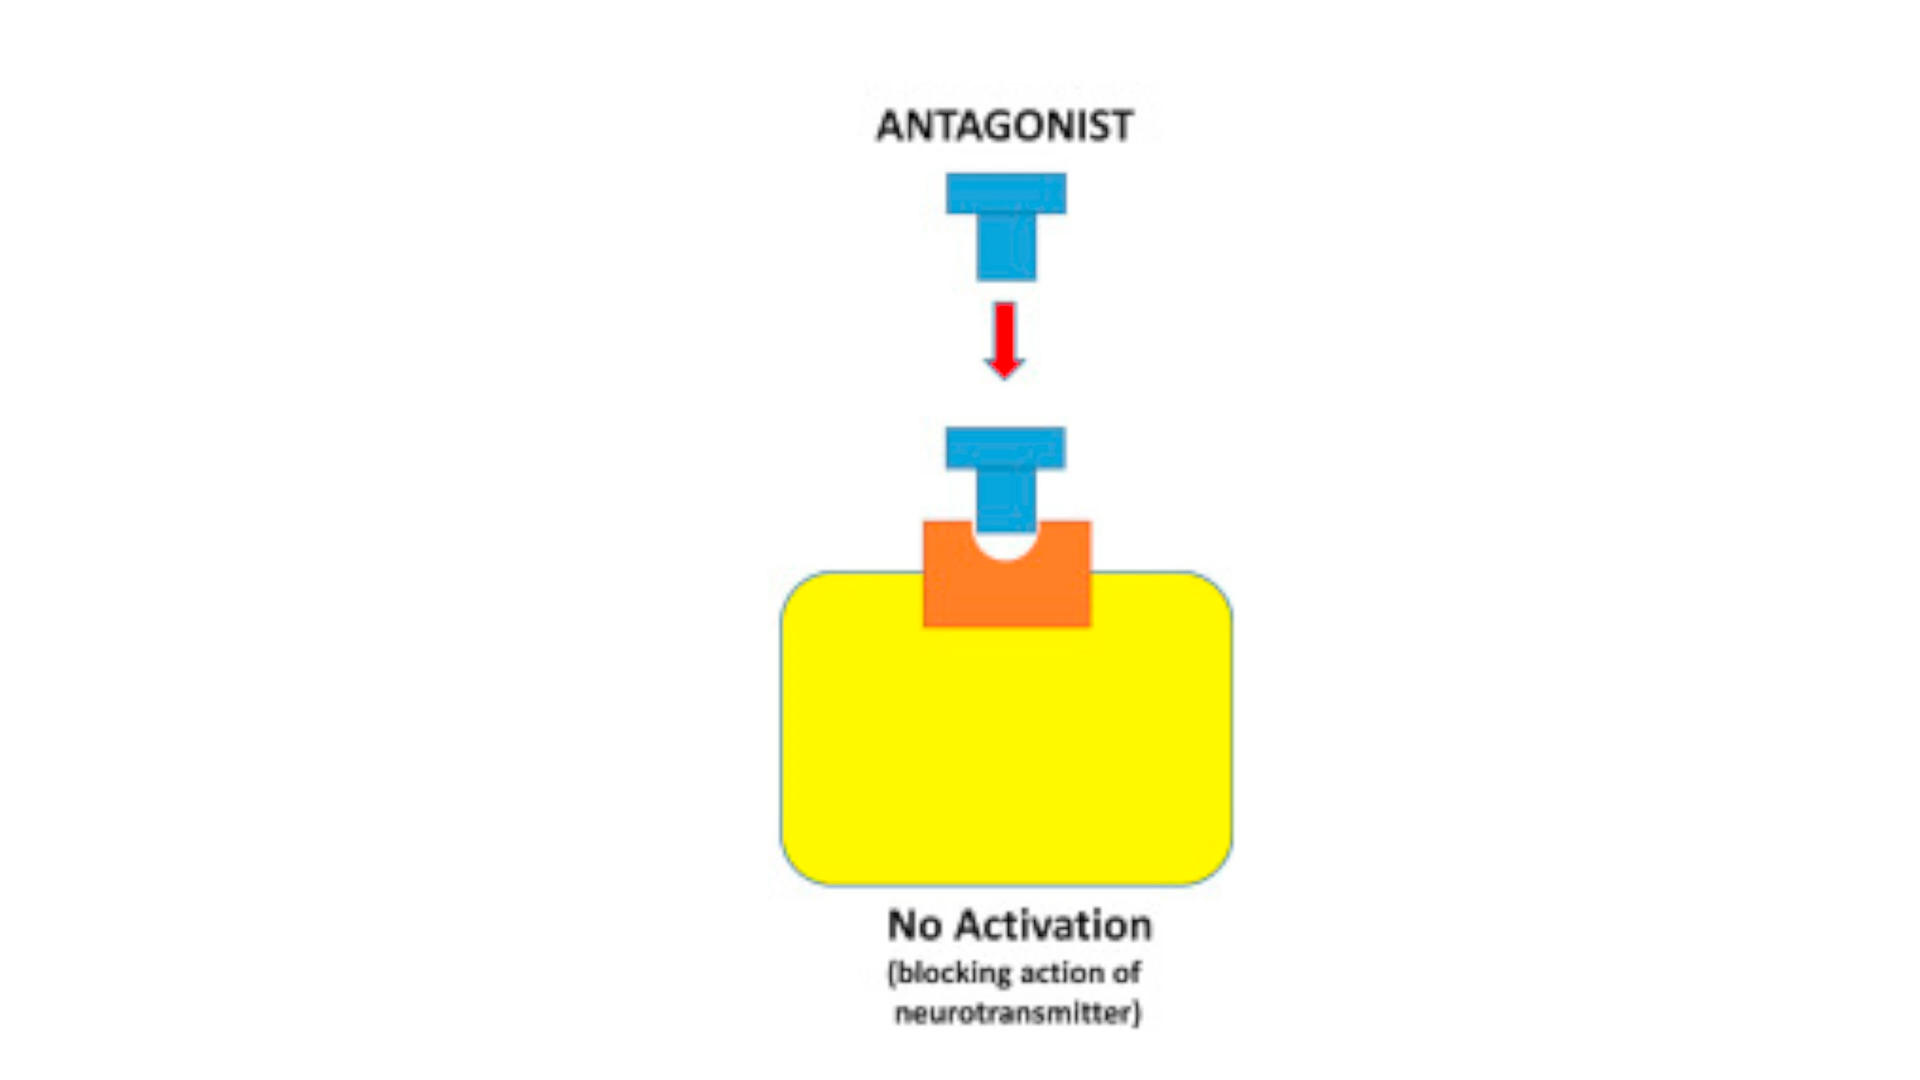 ANTAGONIST
No Activation
(blocking action of
neurotransmitter)